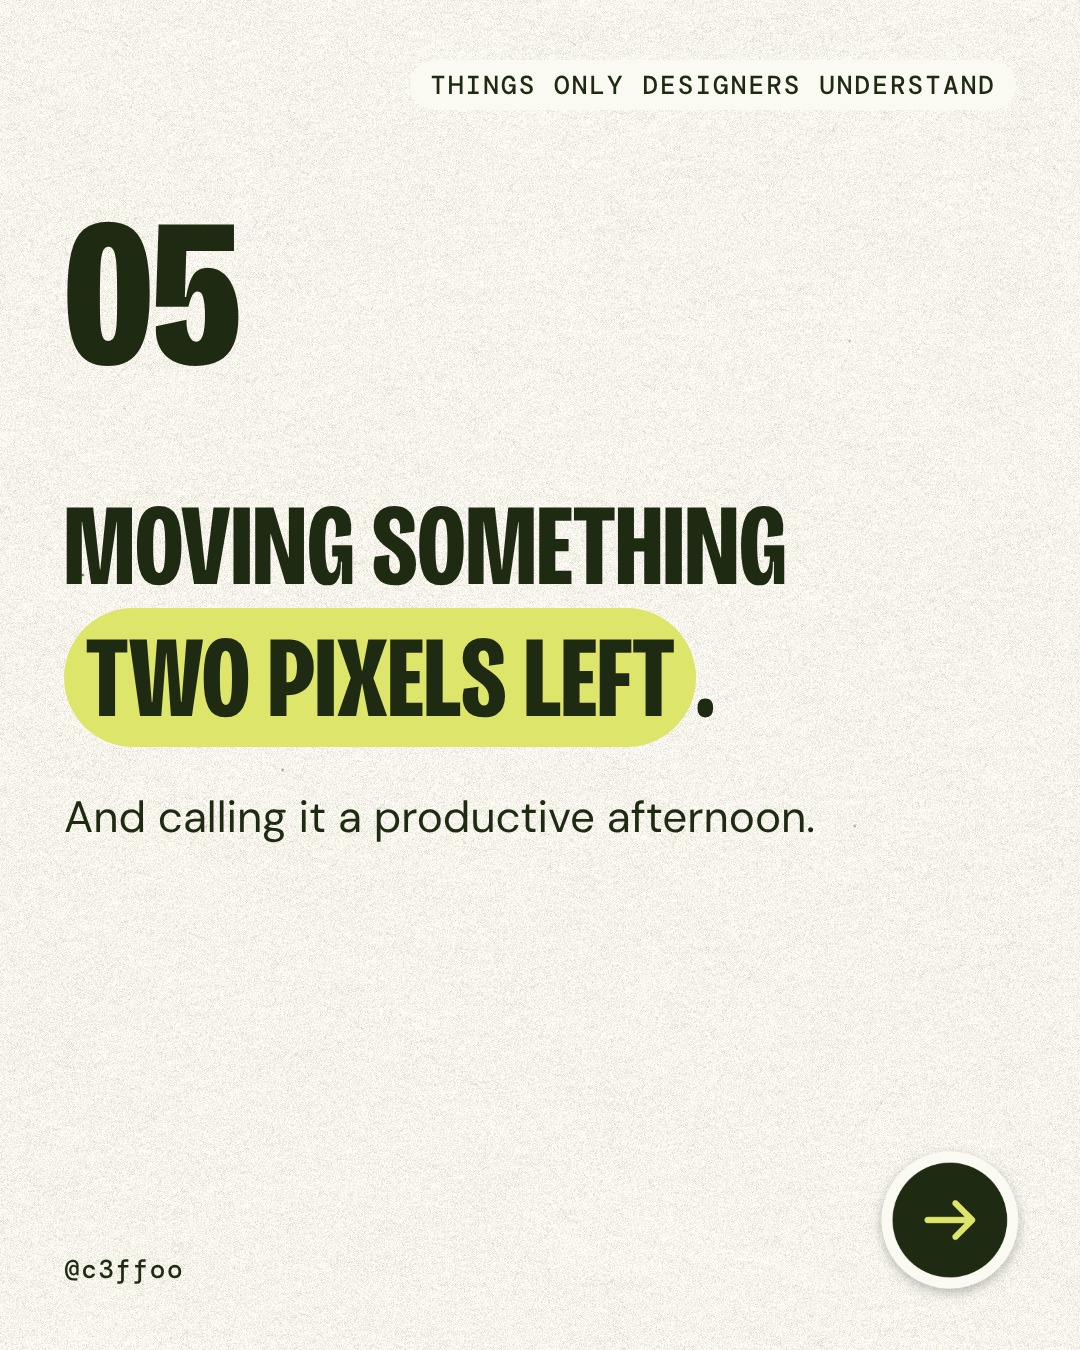 THINGS ONLY DESIGNERS UNDERSTAND
05
MOVING SOMETHING
TWO PIXELS LEFT.
And calling it a productive afternoon.
@c3ffoo